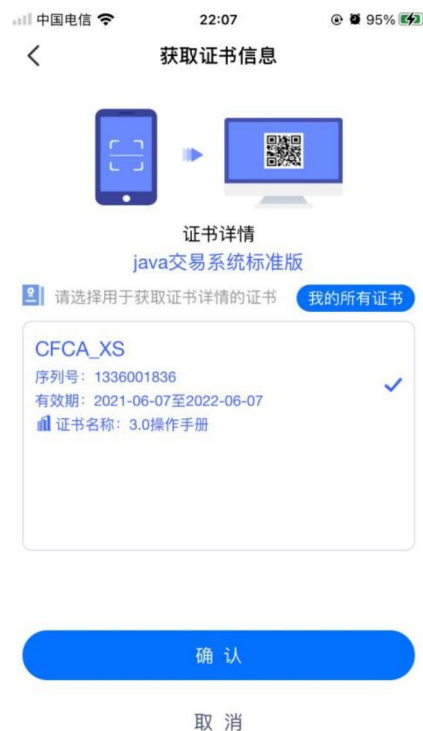 中国电信 22:07 95%
获取证书信息
证书详情
java交易系统标准版
请选择用于获取证书详情的证书 我的所有证书
CFCA_XS
序列号：1336001836
有效期：2021-06-07至2022-06-07
证书名称：3.0操作手册
确 认
取 消